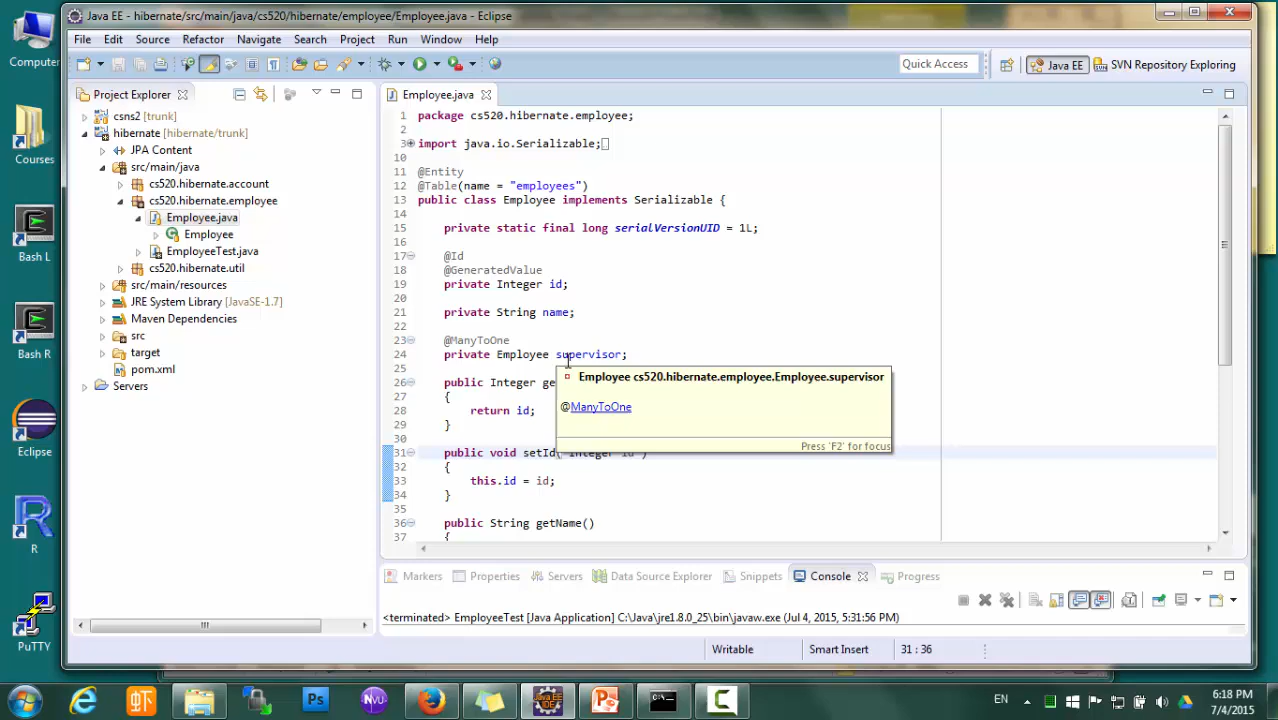 Java EE - hibernate/src/main/java/cs520/hibernate/employee/Employee.java - Eclipse
File Edit Source Refactor Navigate Search Project Run Window Help
Quick Access Java EE SVN Repository Exploring
Computer
Courses
Bash L
Bash R
Eclipse
R
PuTTY
Project Explorer
csns2 [trunk]
hibernate [hibernate/trunk]
JPA Content
src/main/java
cs520.hibernate.account
cs520.hibernate.employee
Employee.java
Employee
EmployeeTest.java
cs520.hibernate.util
src/main/resources
JRE System Library [JavaSE-1.7]
Maven Dependencies
src
target
pom.xml
Servers
Employee.java
1 package cs520.hibernate.employee;
2
3 import java.io.Serializable;
10
11 @Entity
12 @Table(name = "employees")
13 public class Employee implements Serializable {
14
15 private static final long serialVersionUID = 1L;
16
17 @Id
18 @GeneratedValue
19 private Integer id;
20
21 private String name;
22
23 @ManyToOne
24 private Employee supervisor;
25
26 public Integer ge
27 {
28 return id;
29 }
30
31 public void setId( Integer id )
32 {
33 this.id = id;
34 }
35
36 public String getName()
37 {
Employee cs520.hibernate.employee.Employee.supervisor
@ManyToOne
Press 'F2' for focus
Markers Properties Servers Data Source Explorer Snippets Console Progress
<terminated> EmployeeTest [Java Application] C:\Java\jre1.8.0_25\bin\javaw.exe (Jul 4, 2015, 5:31:56 PM)
Writable Smart Insert 31 : 36
虾 Ps Java EE IDE EN 6:18 PM
7/4/2015